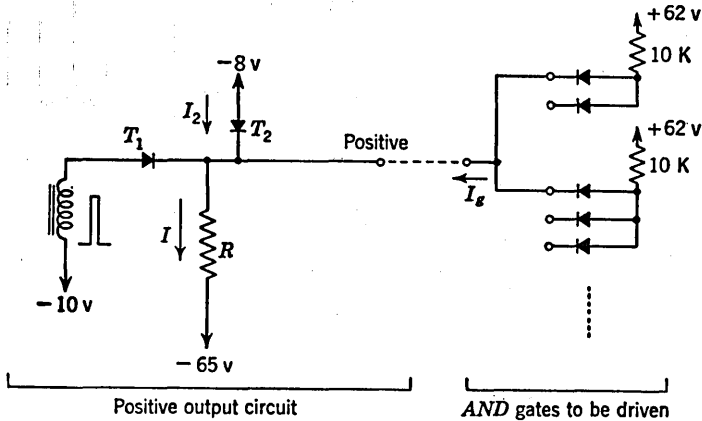 +62 v
10 K
−8 v
I₂
T₁
T₂
Positive
+62 v
10 K
I_g
I
R
−10 v
−65 v
Positive output circuit
AND gates to be driven